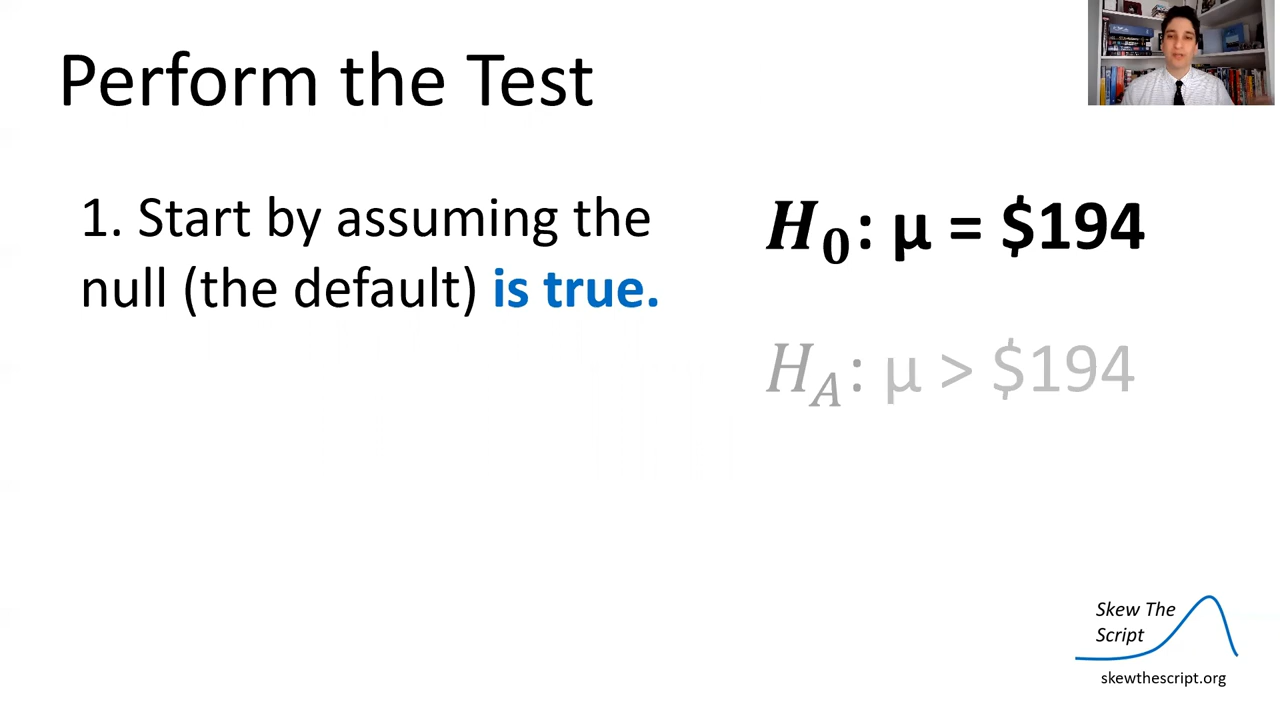 Perform the Test
1. Start by assuming the
null (the default) is true.
H₀: µ = $194
H_A: µ > $194
Skew The
Script
skewthescript.org